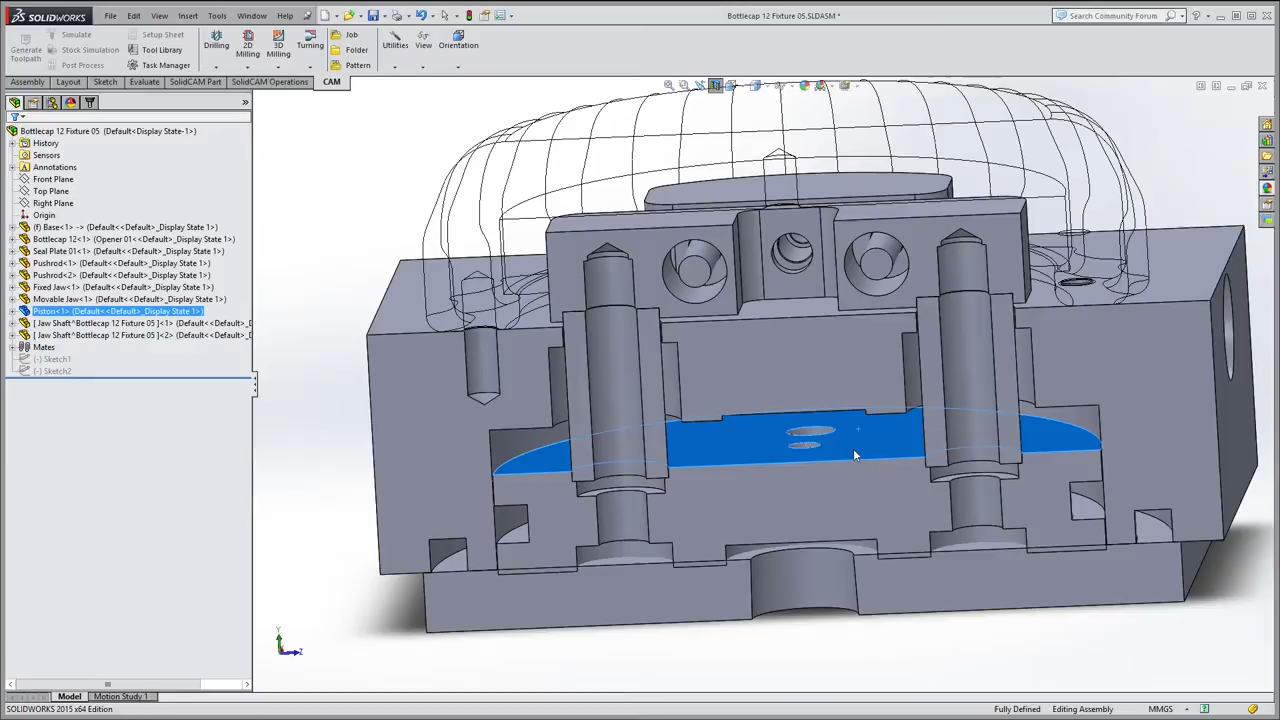 SOLIDWORKS
File
Edit
View
Insert
Tools
Window
Help
Bottlecap 12 Fixture 05.SLDASM *
Search Community Forum
Generate
Toolpath
Simulate
Stock Simulation
Post Process
Setup Sheet
Tool Library
Task Manager
Drilling
2D
Milling
3D
Milling
Turning
Job
Folder
Pattern
Utilities
View
Orientation
Assembly
Layout
Sketch
Evaluate
SolidCAM Part
SolidCAM Operations
CAM
Bottlecap 12 Fixture 05 (Default<Display State-1>)
History
Sensors
Annotations
Front Plane
Top Plane
Right Plane
Origin
(f) Base<1> -> (Default<<Default>_Display State 1>)
Bottlecap 12<1> (Opener 01<<Default>_Display State 1>)
Seal Plate 01<1> (Default<<Default>_Display State 1>)
Pushrod<1> (Default<<Default>_Display State 1>)
Pushrod<2> (Default<<Default>_Display State 1>)
Fixed Jaw<1> (Default<<Default>_Display State 1>)
Movable Jaw<1> (Default<<Default>_Display State 1>)
Piston<1> (Default<<Default>_Display State 1>)
[ Jaw Shaft^Bottlecap 12 Fixture 05 ]<1> (Default<<Default>_D
[ Jaw Shaft^Bottlecap 12 Fixture 05 ]<2> (Default<<Default>_D
Mates
(-) Sketch1
(-) Sketch2
Y
Z
Model
Motion Study 1
SOLIDWORKS 2015 x64 Edition
Fully Defined
Editing Assembly
MMGS